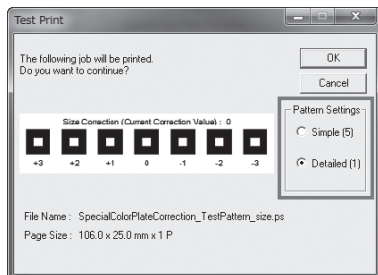 Test Print
The following job will be printed.
Do you want to continue?
OK
Cancel
Size Correction (Current Correction Value) : 0
+3 +2 +1 0 -1 -2 -3
Pattern Settings
Simple (5)
Detailed (1)
File Name : SpecialColorPlateCorrection_TestPattern_size.ps
Page Size : 106.0 x 25.0 mm x 1 P